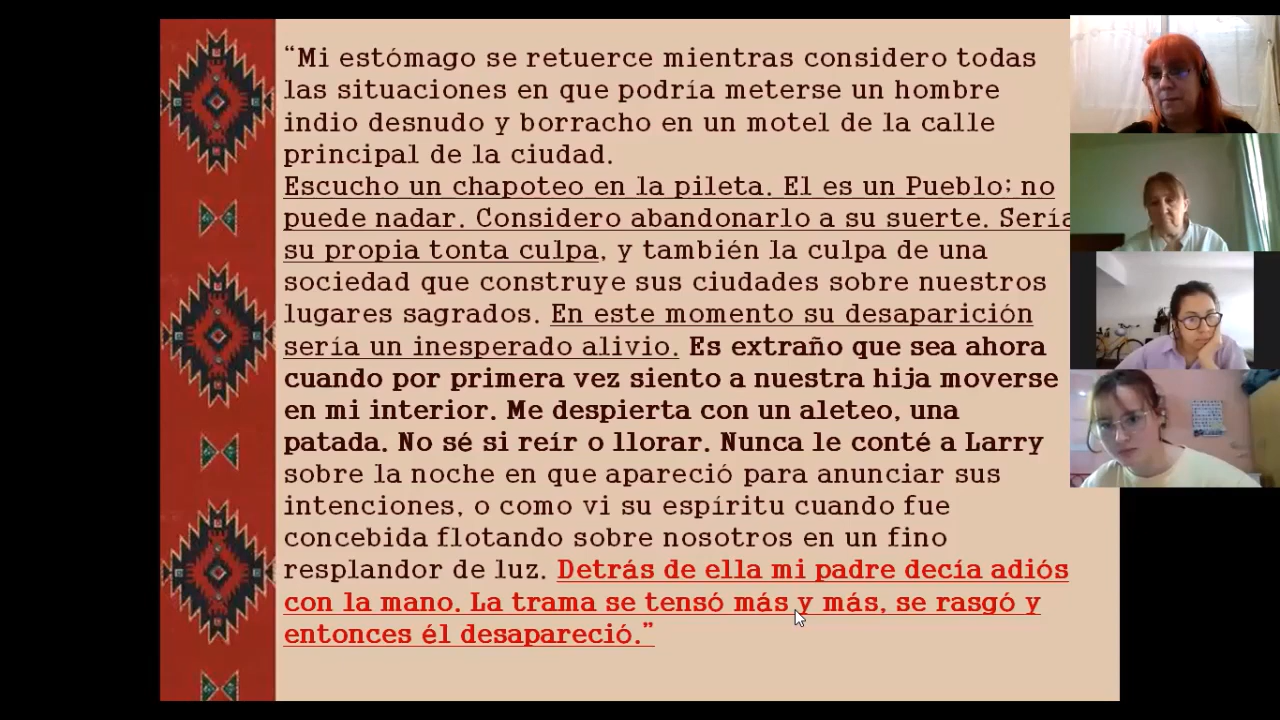 “Mi estómago se retuerce mientras considero todas
las situaciones en que podría meterse un hombre
indio desnudo y borracho en un motel de la calle
principal de la ciudad.
Escucho un chapoteo en la pileta. El es un Pueblo; no
puede nadar. Considero abandonarlo a su suerte. Sería
su propia tonta culpa, y también la culpa de una
sociedad que construye sus ciudades sobre nuestros
lugares sagrados. En este momento su desaparición
sería un inesperado alivio. Es extraño que sea ahora
cuando por primera vez siento a nuestra hija moverse
en mi interior. Me despierta con un aleteo, una
patada. No sé si reír o llorar. Nunca le conté a Larry
sobre la noche en que apareció para anunciar sus
intenciones, o como vi su espíritu cuando fue
concebida flotando sobre nosotros en un fino
resplandor de luz. Detrás de ella mi padre decía adiós
con la mano. La trama se tensó más y más, se rasgó y
entonces él desapareció.”